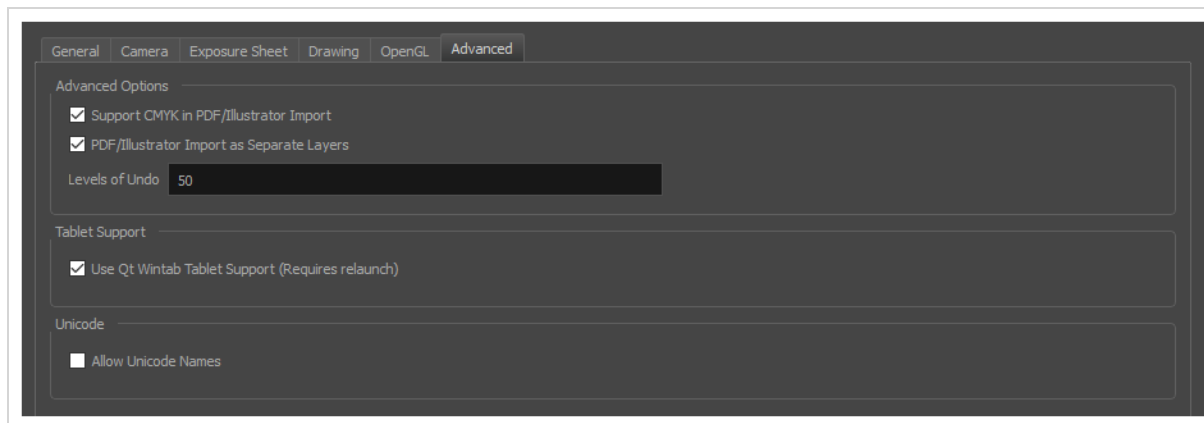 General Camera Exposure Sheet Drawing OpenGL Advanced
Advanced Options
Support CMYK in PDF/Illustrator Import
PDF/Illustrator Import as Separate Layers
Levels of Undo 50
Tablet Support
Use Qt Wintab Tablet Support (Requires relaunch)
Unicode
Allow Unicode Names